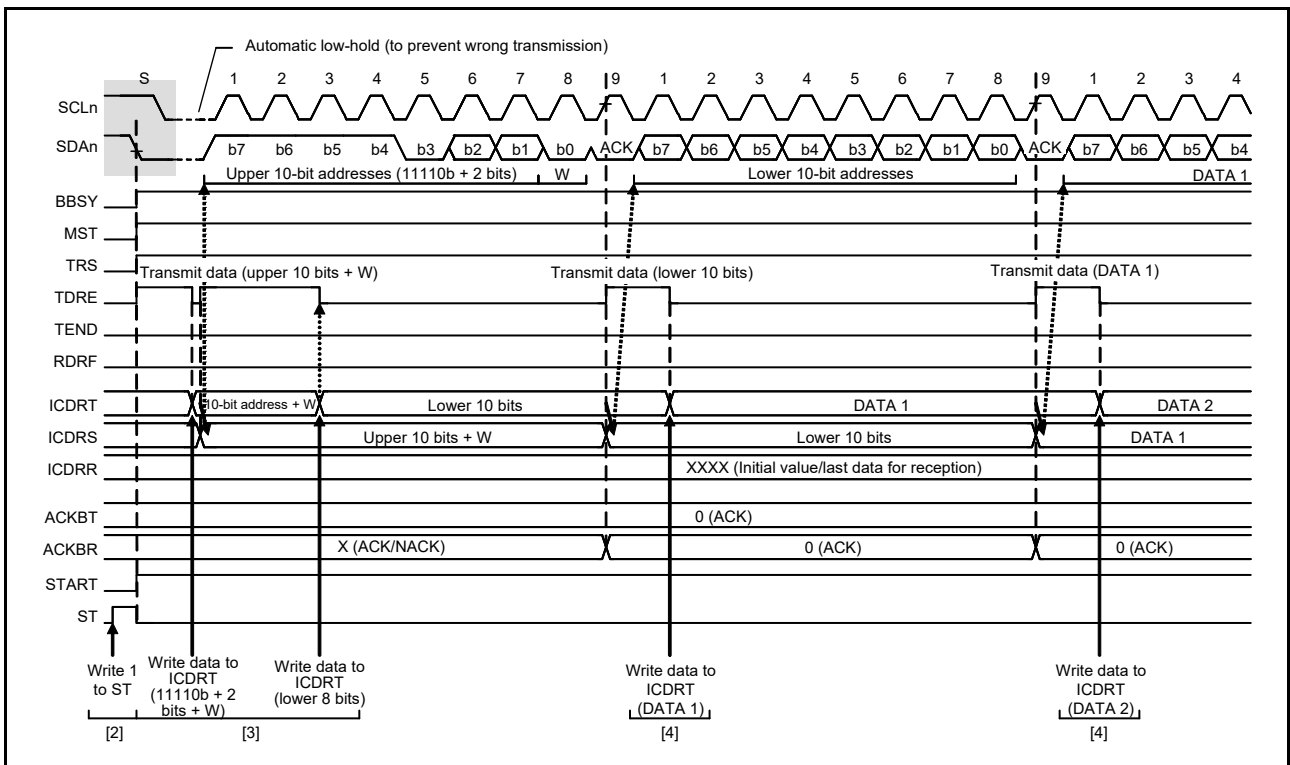 Automatic low-hold (to prevent wrong transmission)
S 1 2 3 4 5 6 7 8 9 1 2 3 4 5 6 7 8 9 1 2 3 4
SCLn
SDAn b7 b6 b5 b4 b3 b2 b1 b0 ACK b7 b6 b5 b4 b3 b2 b1 b0 ACK b7 b6 b5 b4
Upper 10-bit addresses (11110b + 2 bits) W Lower 10-bit addresses DATA 1
BBSY
MST
TRS
Transmit data (upper 10 bits + W) Transmit data (lower 10 bits) Transmit data (DATA 1)
TDRE
TEND
RDRF
ICDRT 10-bit address + W Lower 10 bits DATA 1 DATA 2
ICDRS Upper 10 bits + W Lower 10 bits DATA 1
ICDRR XXXX (Initial value/last data for reception)
ACKBT 0 (ACK)
ACKBR X (ACK/NACK) 0 (ACK) 0 (ACK)
START
ST
Write 1
to ST
Write data to
ICDRT
(11110b + 2
bits + W)
Write data to
ICDRT
(lower 8 bits)
Write data to
ICDRT
(DATA 1)
Write data to
ICDRT
(DATA 2)
[2] [3] [4] [4]